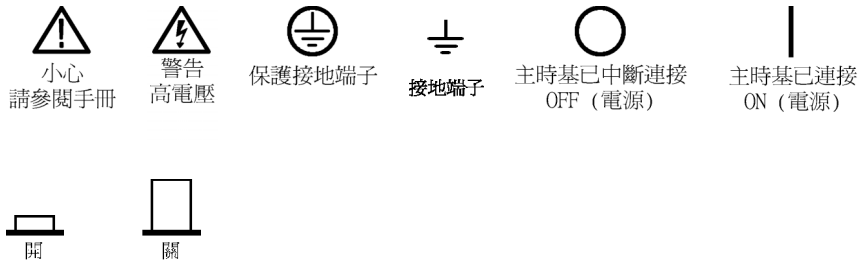 小心
請參閱手冊
警告
高電壓
保護接地端子
接地端子
主時基已中斷連接
OFF (電源)
主時基已連接
ON (電源)
開
關